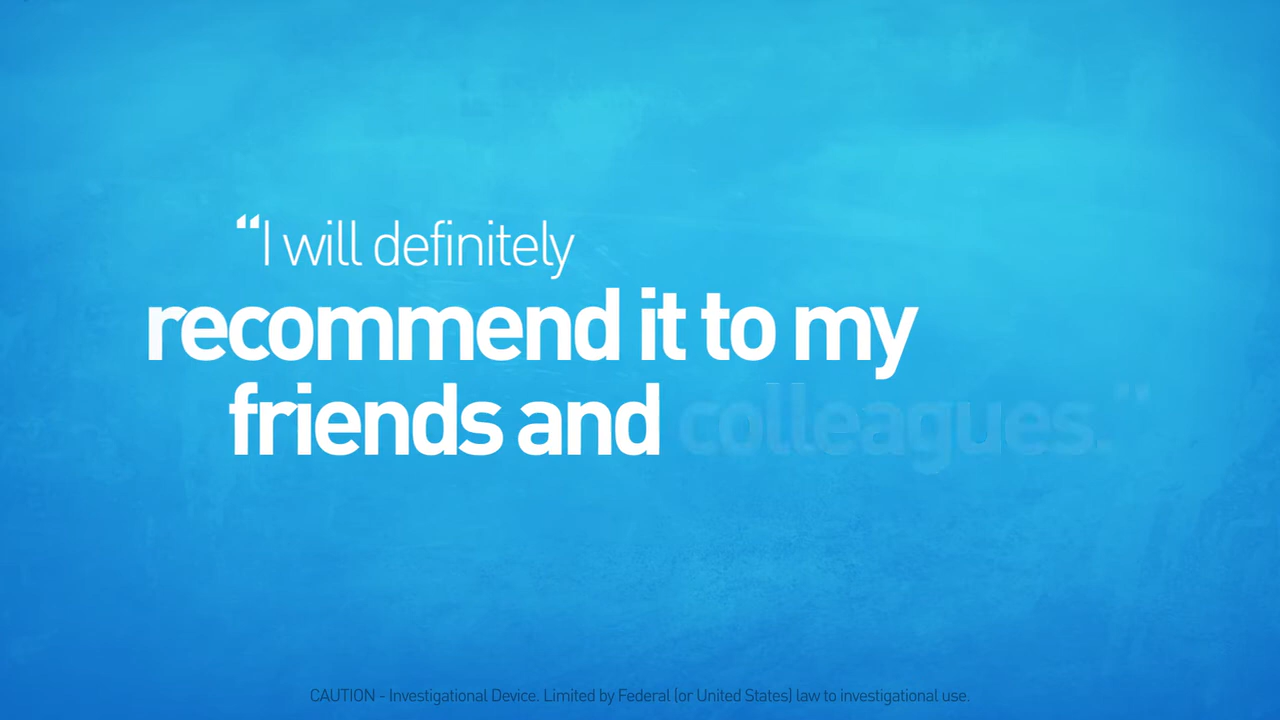 “I will definitely
recommend it to my
friends and colleagues.”
CAUTION - Investigational Device. Limited by Federal (or United States) law to investigational use.